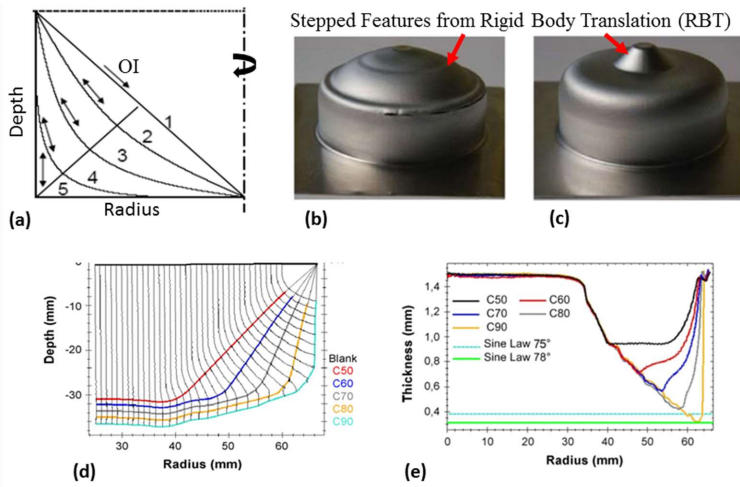 (a)
OI
Depth
1
2
3
4
5
Radius
Stepped Features from Rigid Body Translation (RBT)
(b)
(c)
0
-10
-20
-30
Depth (mm)
30
40
50
60
Radius (mm)
Blank
C50
C60
C70
C80
C90
(d)
1,4
1,2
1,0
0,8
0,6
0,4
Thickness (mm)
C50 C60
C70 C80
C90
Sine Law 75°
Sine Law 78°
0 10 20 30 40 50 60
Radius (mm)
(e)